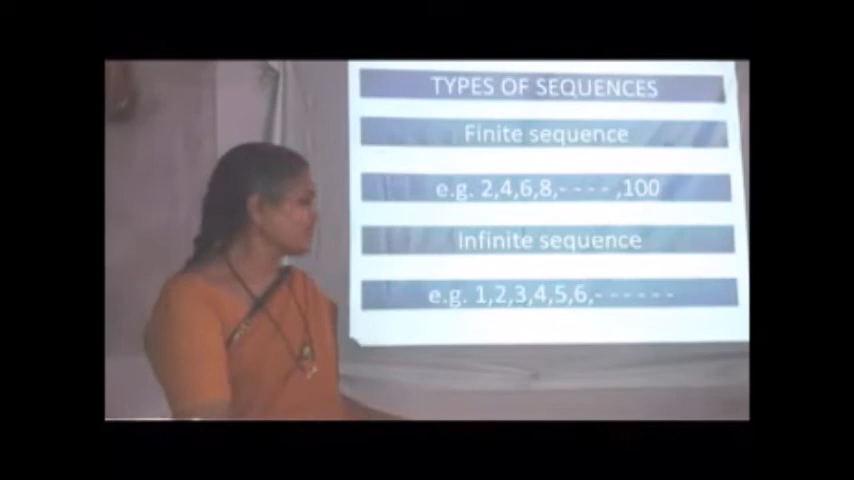 TYPES OF SEQUENCES
Finite sequence
e.g. 2,4,6,8,- - - - ,100
Infinite sequence
e.g. 1,2,3,4,5,6,- - - - - -